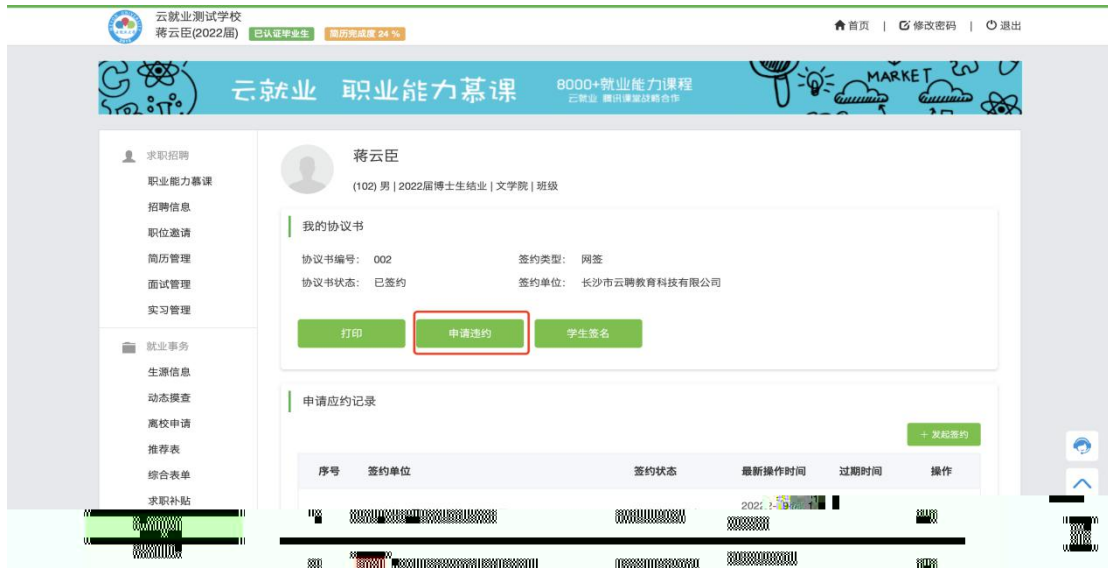 云就业测试学校
蒋云臣(2022届) 已认证毕业生 简历完成度 24 %
首页 | 修改密码 | 退出
云就业 职业能力慕课
8000+就业能力课程
云就业 腾讯课堂战略合作
MARKET
求职招聘
职业能力慕课
招聘信息
职位邀请
简历管理
面试管理
实习管理
就业事务
生源信息
动态摸查
离校申请
推荐表
综合表单
求职补贴
蒋云臣
(102) 男 | 2022届博士生结业 | 文学院 | 班级
我的协议书
协议书编号： 002 签约类型： 网签
协议书状态： 已签约 签约单位： 长沙市云聘教育科技有限公司
打印 申请违约 学生签名
申请应约记录
+ 发起签约
序号 签约单位 签约状态 最新操作时间 过期时间 操作